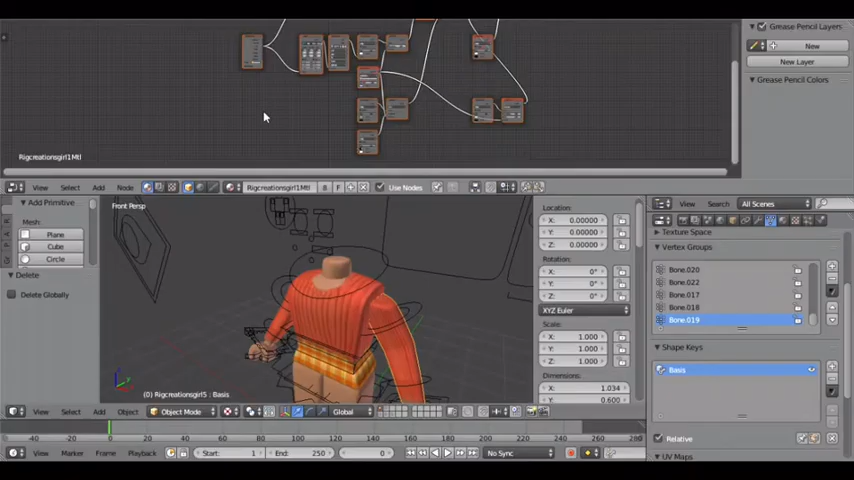 Grease Pencil Layers
New
New Layer
Grease Pencil Colors
Rigcreationsgirl1Mtl
View Select Add Node Rigcreationsgirl1Mtl 8 F Use Nodes
Add Primitive
Mesh:
Plane
Cube
Circle
Delete
Delete Globally
Front Persp
(0) Rigcreationsgirl5 : Basis
Location:
X: 0.00000
Y: 0.00000
Z: 0.00000
Rotation:
X: 0°
Y: 0°
Z: 0°
XYZ Euler
Scale:
X: 1.000
Y: 1.000
Z: 1.000
Dimensions:
X: 1.034
Y: 0.600
View Search All Scenes
Texture Space
Vertex Groups
Bone.020
Bone.022
Bone.017
Bone.018
Bone.019
Shape Keys
Basis
Relative
UV Maps
View Select Add Object Object Mode Global
-40 -20 0 20 40 60 80 100 120 140 160 180 200 220 240 260 280
View Marker Frame Playback Start: 1 End: 250 0 No Sync